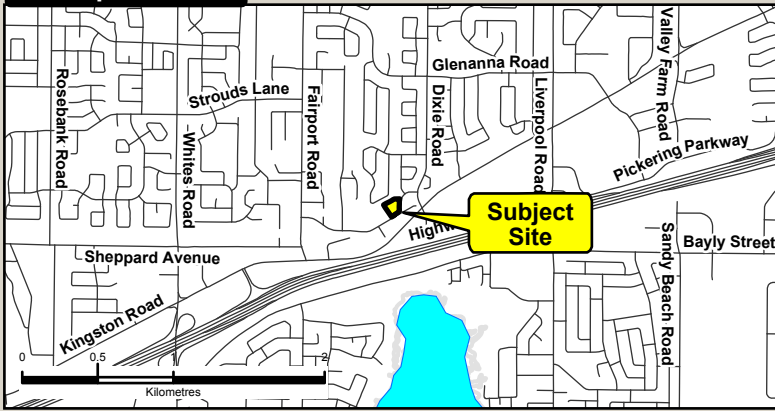 Glenanna Road
Valley Farm Road
Strouds Lane
Rosebank Road
Fairport Road
Dixie Road
Liverpool Road
Whites Road
Pickering Parkway
Subject
Site
Sheppard Avenue
Bayly Street
Sandy Beach Road
Kingston Road
0 0.5 1 2
Kilometres